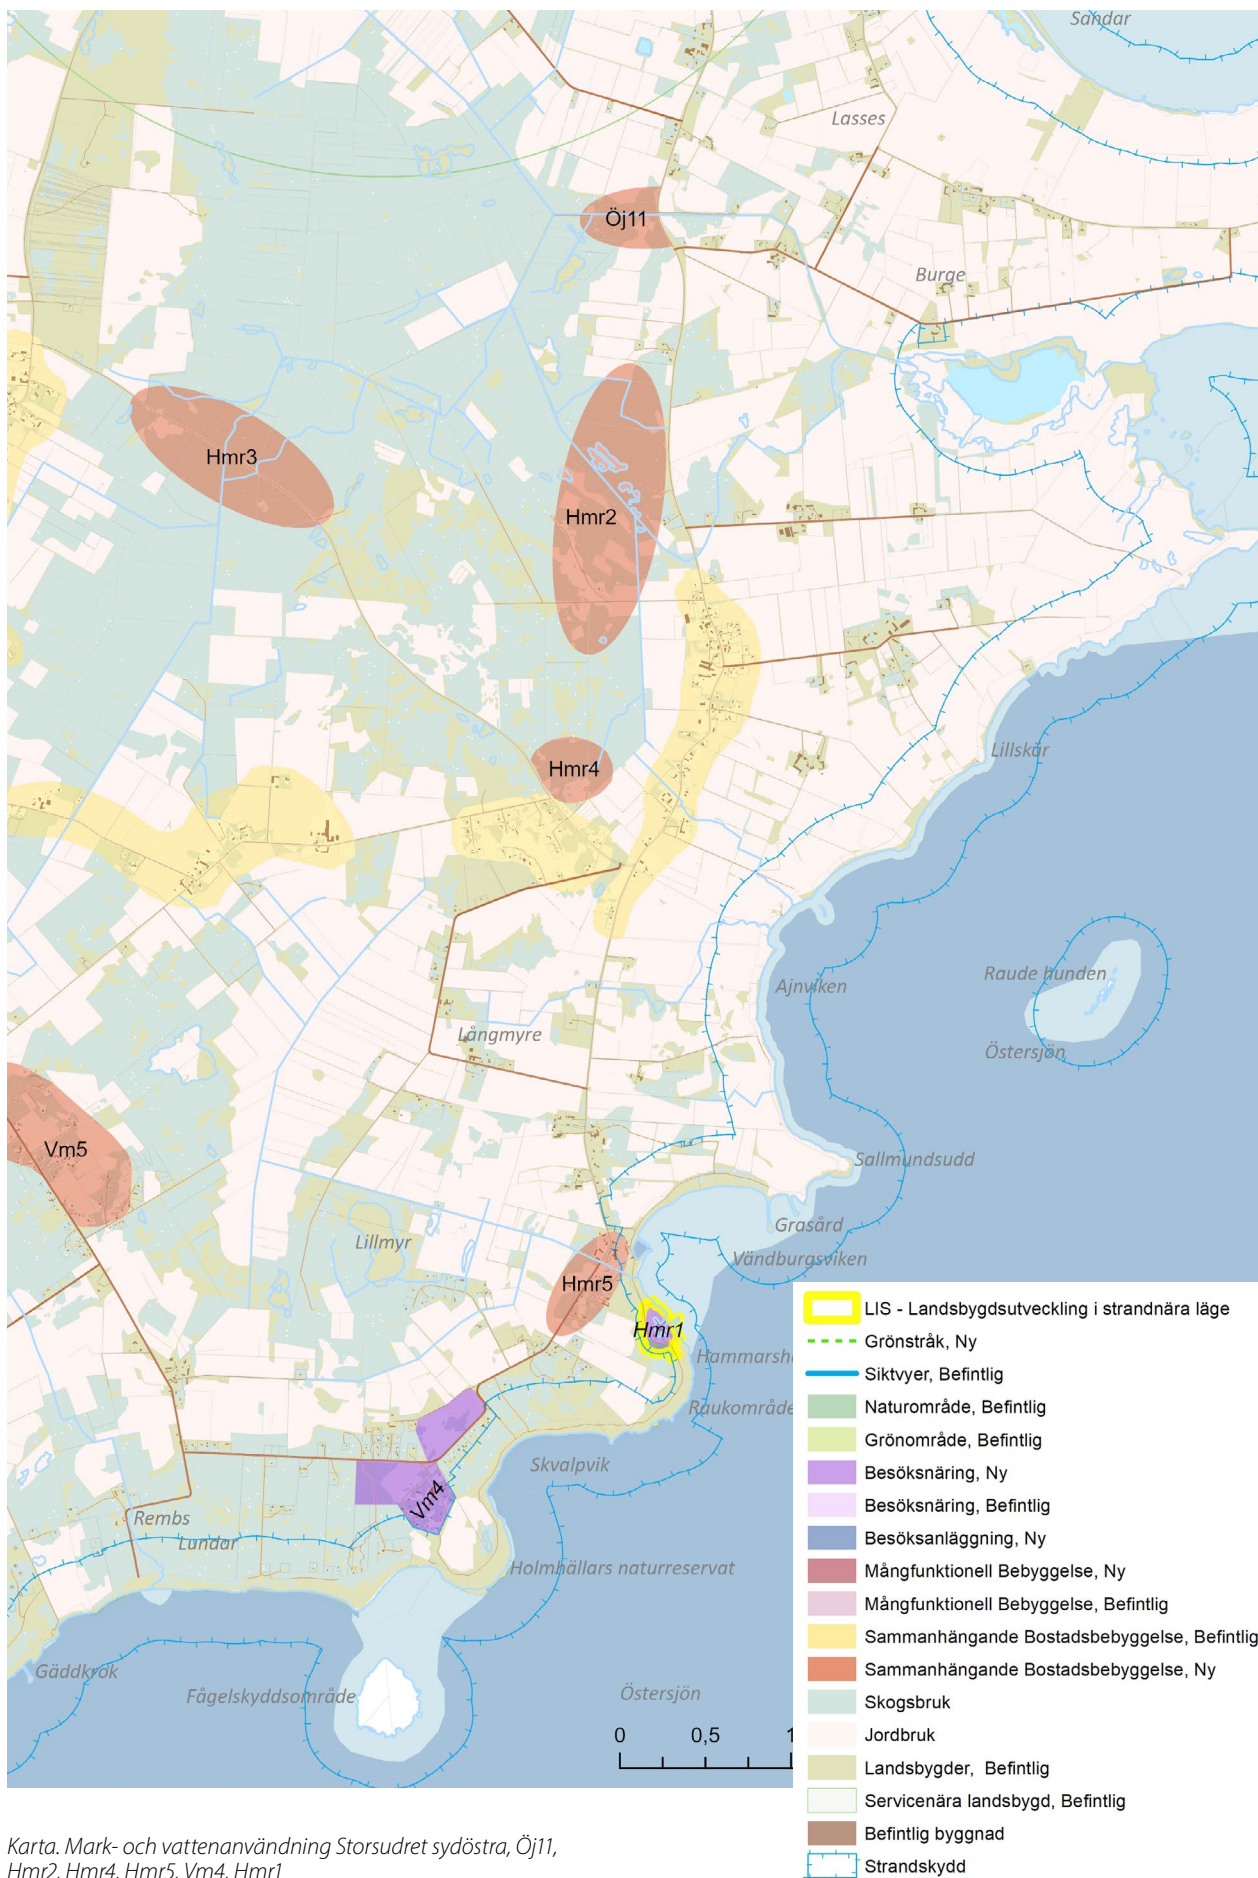 Sandar
Lasses
Öj11
Burge
Hmr3
Hmr2
Lillskär
Hmr4
Raude hunden
Ajnviken
Långmyre
Östersjön
Vm5
Sallmundsudd
Grasård
Lillmyr
Vändburgsviken
Hmr5
Hmr1
Raukområde
Skvalpvik
Vm4
Rembs
Lundar
Holmhällars naturreservat
Gäddkrok
Fågelskyddsområde
Östersjön
0 0,5 1
LIS - Landsbygdsutveckling i strandnära läge
Grönstråk, Ny
Siktvyer, Befintlig
Naturområde, Befintlig
Grönområde, Befintlig
Besöksnäring, Ny
Besöksnäring, Befintlig
Besöksanläggning, Ny
Mångfunktionell Bebyggelse, Ny
Mångfunktionell Bebyggelse, Befintlig
Sammanhängande Bostadsbebyggelse, Befintlig
Sammanhängande Bostadsbebyggelse, Ny
Skogsbruk
Jordbruk
Landsbygder, Befintlig
Servicenära landsbygd, Befintlig
Befintlig byggnad
Strandskydd
Karta. Mark- och vattenanvändning Storsudret sydöstra, Öj11,
Hmr2, Hmr4, Hmr5, Vm4, Hmr1